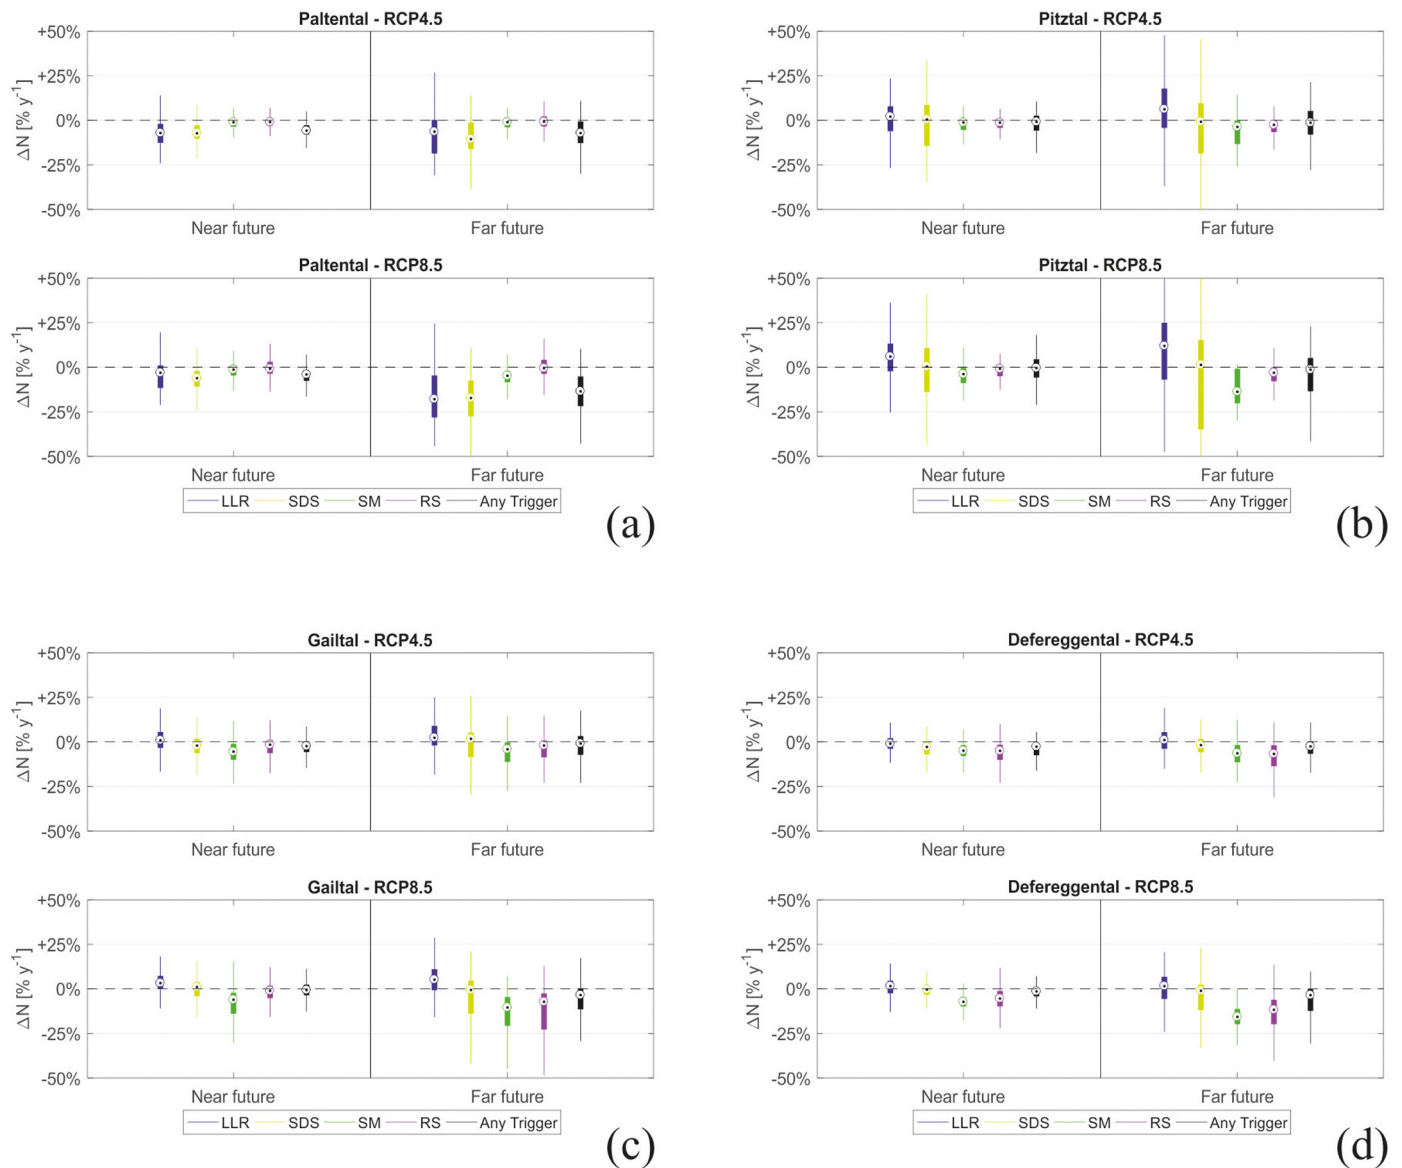 Paltental - RCP4.5
+50%
+25%
0%
-25%
-50%
ΔN [% y⁻¹]
Near future Far future
Paltental - RCP8.5
+50%
+25%
0%
-25%
-50%
ΔN [% y⁻¹]
Near future Far future
LLR SDS SM RS Any Trigger
(a)
Pitztal - RCP4.5
+50%
+25%
0%
-25%
-50%
ΔN [% y⁻¹]
Near future Far future
Pitztal - RCP8.5
+50%
+25%
0%
-25%
-50%
ΔN [% y⁻¹]
Near future Far future
LLR SDS SM RS Any Trigger
(b)
Gailtal - RCP4.5
+50%
+25%
0%
-25%
-50%
ΔN [% y⁻¹]
Near future Far future
Gailtal - RCP8.5
+50%
+25%
0%
-25%
-50%
ΔN [% y⁻¹]
Near future Far future
LLR SDS SM RS Any Trigger
(c)
Defereggental - RCP4.5
+50%
+25%
0%
-25%
-50%
ΔN [% y⁻¹]
Near future Far future
Defereggental - RCP8.5
+50%
+25%
0%
-25%
-50%
ΔN [% y⁻¹]
Near future Far future
LLR SDS SM RS Any Trigger
(d)